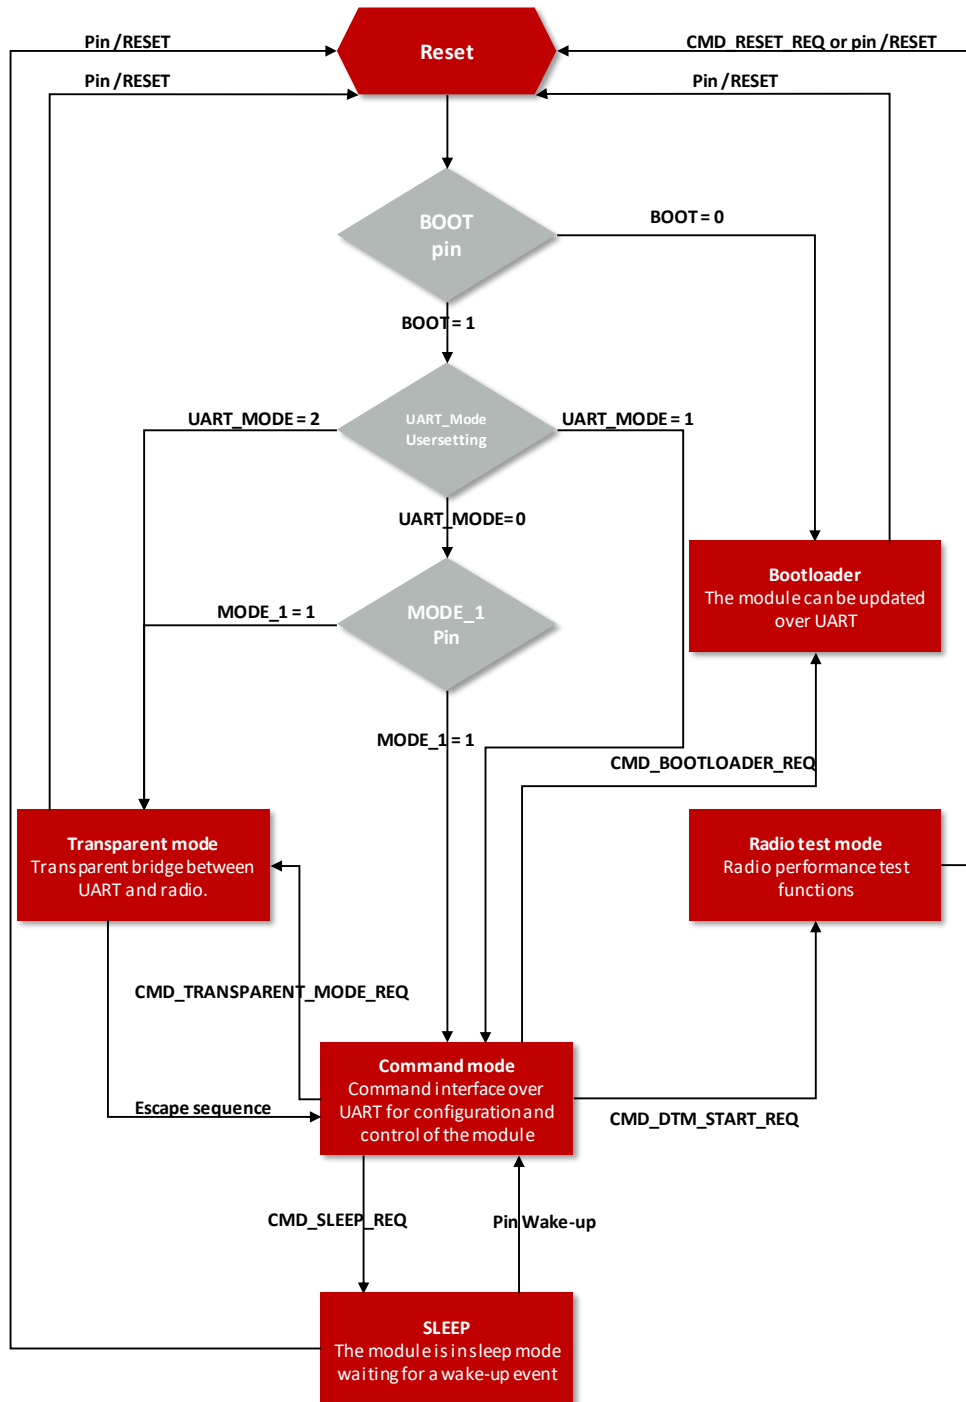 Pin /RESET
Reset
CMD_RESET_REQ or pin /RESET
Pin /RESET
Pin /RESET
BOOT
pin
BOOT = 0
BOOT = 1
UART_MODE = 2
UART_Mode
Usersetting
UART_MODE = 1
UART_MODE= 0
MODE_1 = 1
MODE_1
Pin
Bootloader
The module can be updated
over UART
MODE_1 = 1
CMD_BOOTLOADER_REQ
Transparent mode
Transparent bridge between
UART and radio.
Radio test mode
Radio performance test
functions
CMD_TRANSPARENT_MODE_REQ
Command mode
Command interface over
UART for configuration and
control of the module
Escape sequence
CMD_DTM_START_REQ
CMD_SLEEP_REQ
Pin Wake-up
SLEEP
The module is in sleep mode
waiting for a wake-up event